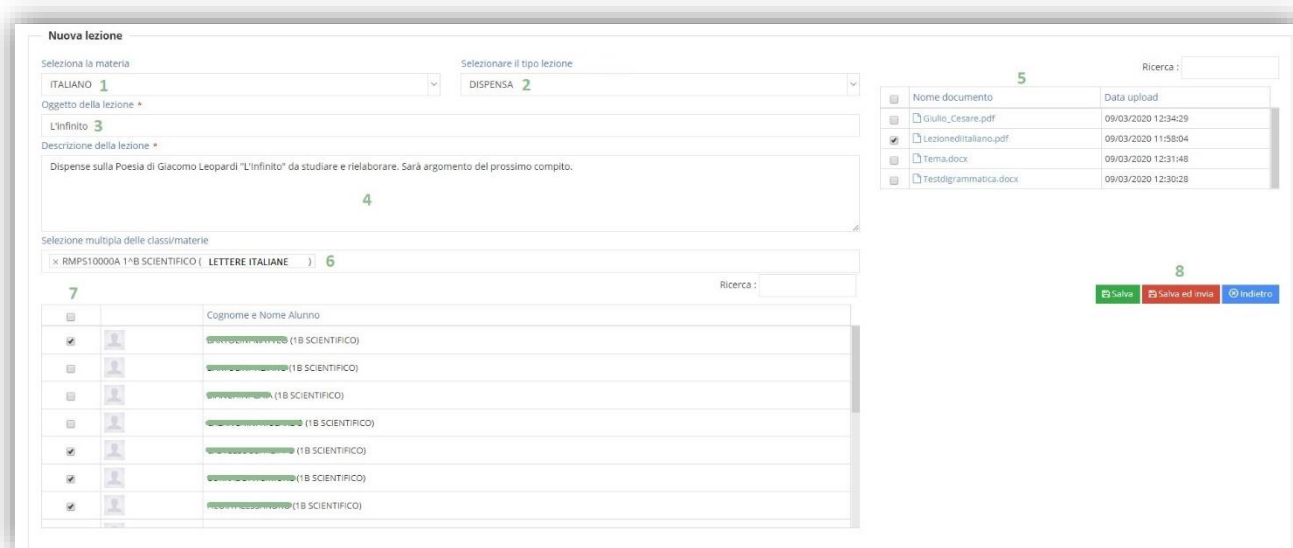 Nuova lezione
Seleziona la materia
Selezionare il tipo lezione
ITALIANO 1
DISPENSA 2
Oggetto della lezione *
L'Infinito 3
Descrizione della lezione *
Dispense sulla Poesia di Giacomo Leopardi "L'Infinito" da studiare e rielaborare. Sarà argomento del prossimo compito.
4
Selezione multipla delle classi/materie
× RMPS10000A 1^B SCIENTIFICO ( LETTERE ITALIANE ) 6
Ricerca :
7
Cognome e Nome Alunno
(1B SCIENTIFICO)
(1B SCIENTIFICO)
(1B SCIENTIFICO)
(1B SCIENTIFICO)
(1B SCIENTIFICO)
(1B SCIENTIFICO)
(1B SCIENTIFICO)
Ricerca :
5
Nome documento Data upload
Giulio_Cesare.pdf 09/03/2020 12:34:29
LezionediItaliano.pdf 09/03/2020 11:58:04
Tema.docx 09/03/2020 12:31:48
Testdigrammatica.docx 09/03/2020 12:30:28
8
Salva Salva ed invia Indietro